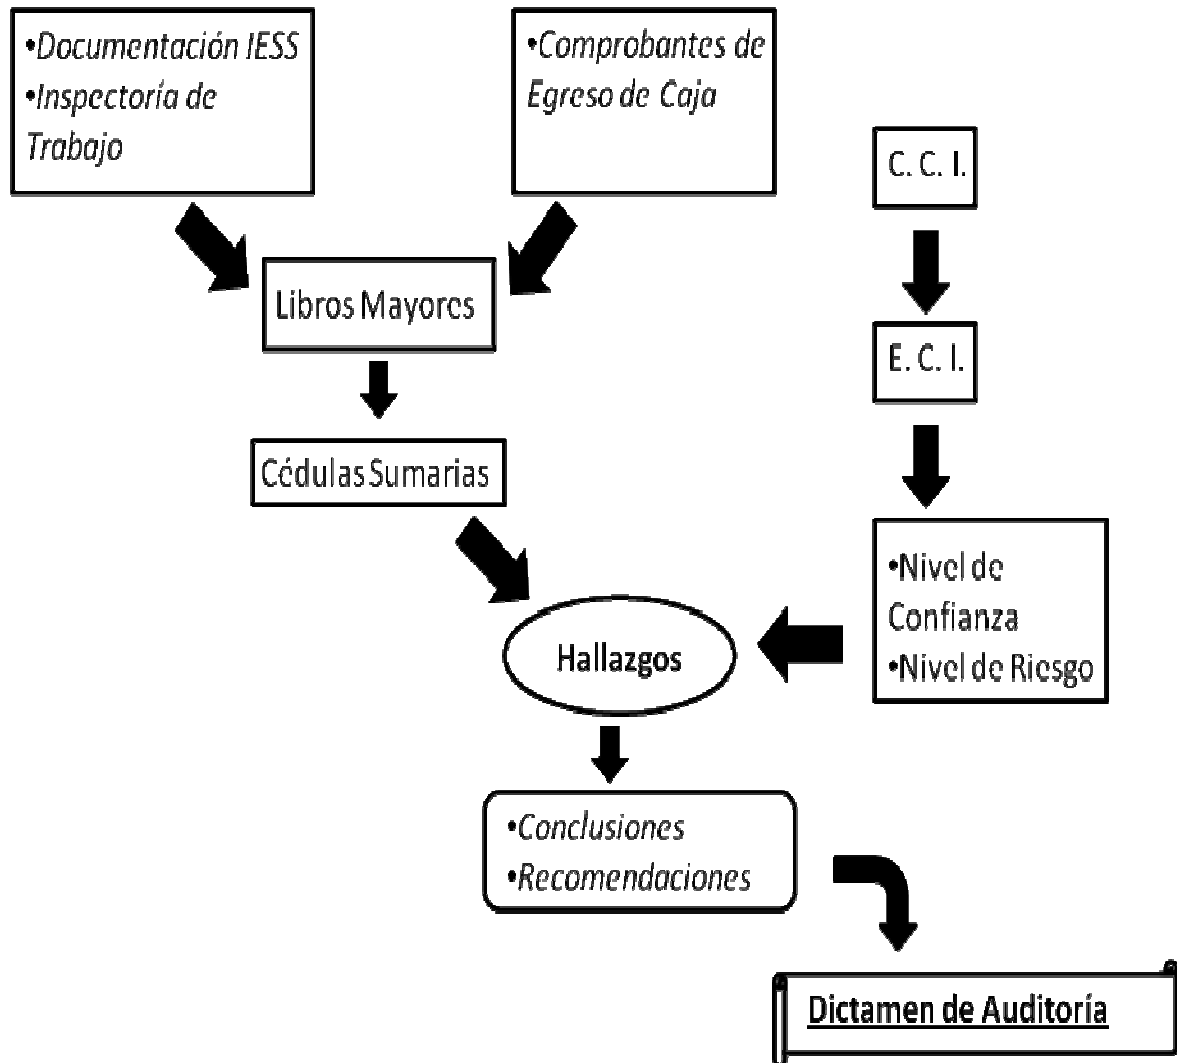 •Documentación IESS
•Inspectoría de
Trabajo
•Comprobantes de
Egreso de Caja
C. C. I.
Libros Mayores
E. C. I.
Cédulas Sumarias
•Nivel de
Confianza
•Nivel de Riesgo
Hallazgos
•Conclusiones
•Recomendaciones
Dictamen de Auditoría